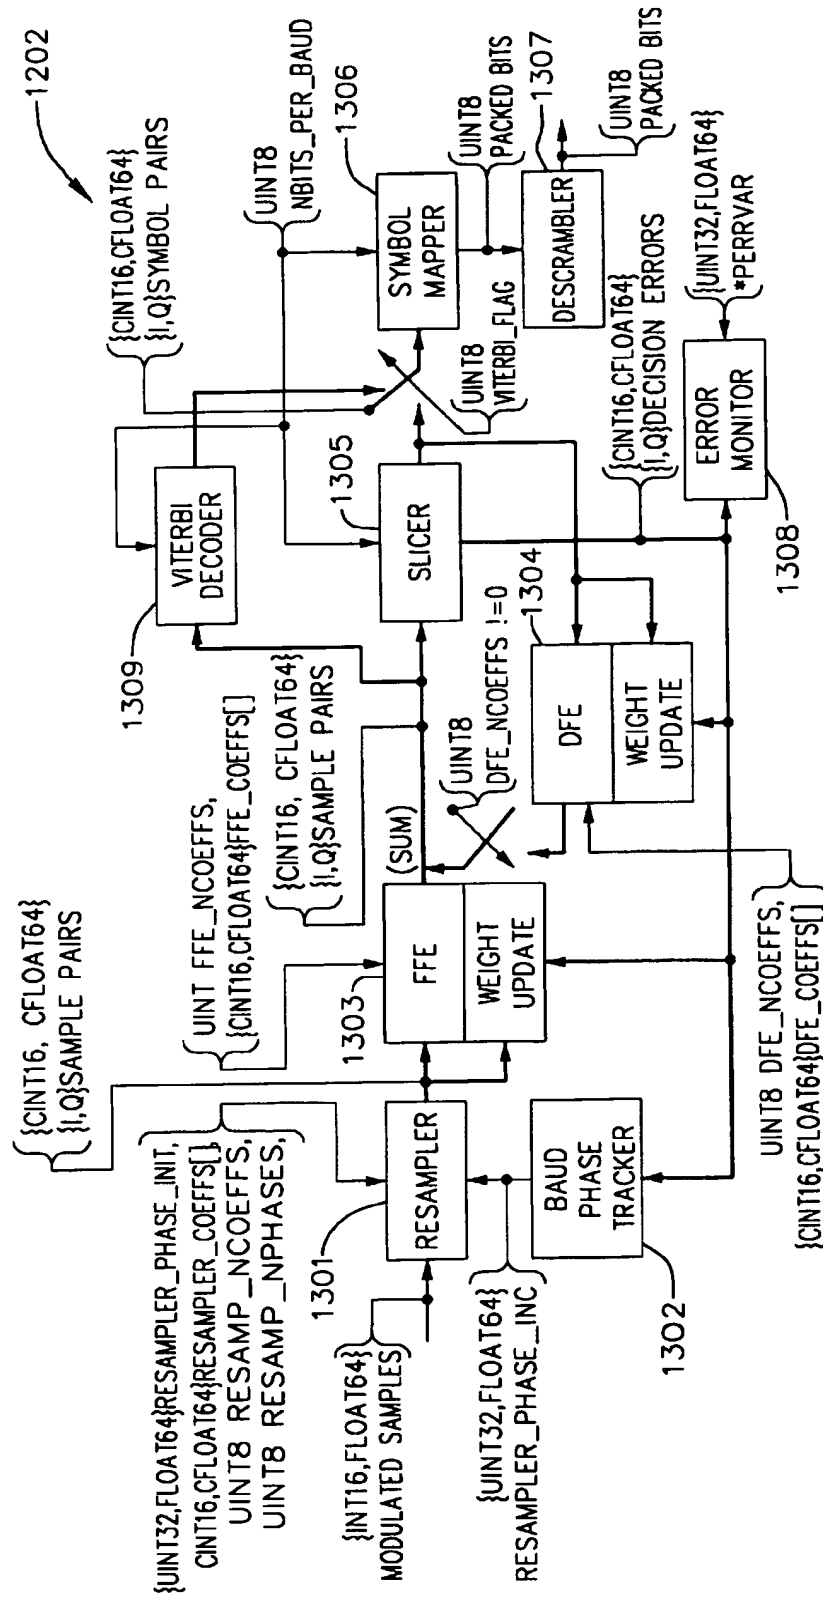 1202
{CINT16,CFLOAT64}
{I,Q}SYMBOL PAIRS
UINT8
NBITS_PER_BAUD
1306
SYMBOL
MAPPER
UINT8
PACKED BITS
1307
DESCRAMBLER
UINT8
PACKED BITS
VITERBI
DECODER
1309
UINT8
VITERBI_FLAG
1305
SLICER
{CINT16,CFLOAT64}
{I,Q}DECISION ERRORS
{UINT32,FLOAT64}
*PERRVAR
ERROR
MONITOR
1308
{CINT16, CFLOAT64}
{I,Q}SAMPLE PAIRS
UINT FFE_NCOEFFS,
{CINT16,CFLOAT64}FFE_COEFFS[]
{CINT16, CFLOAT64}
{I,Q}SAMPLE PAIRS
(SUM)
UINT8
DFE_NCOEFFS !=0
1304
DFE
WEIGHT
UPDATE
1303
FFE
WEIGHT
UPDATE
UINT8 DFE_NCOEFFS,
{CINT16,CFLOAT64}DFE_COEFFS[]
{UINT32,FLOAT64}RESAMPLER_PHASE_INIT,
CINT16,CFLOAT64}RESAMPLER_COEFFS[],
UINT8 RESAMP_NCOEFFS,
UINT8 RESAMP_NPHASES,
1301
RESAMPLER
{INT16,FLOAT64}
MODULATED SAMPLES
{UINT32,FLOAT64}
RESAMPLER_PHASE_INC
BAUD
PHASE
TRACKER
1302